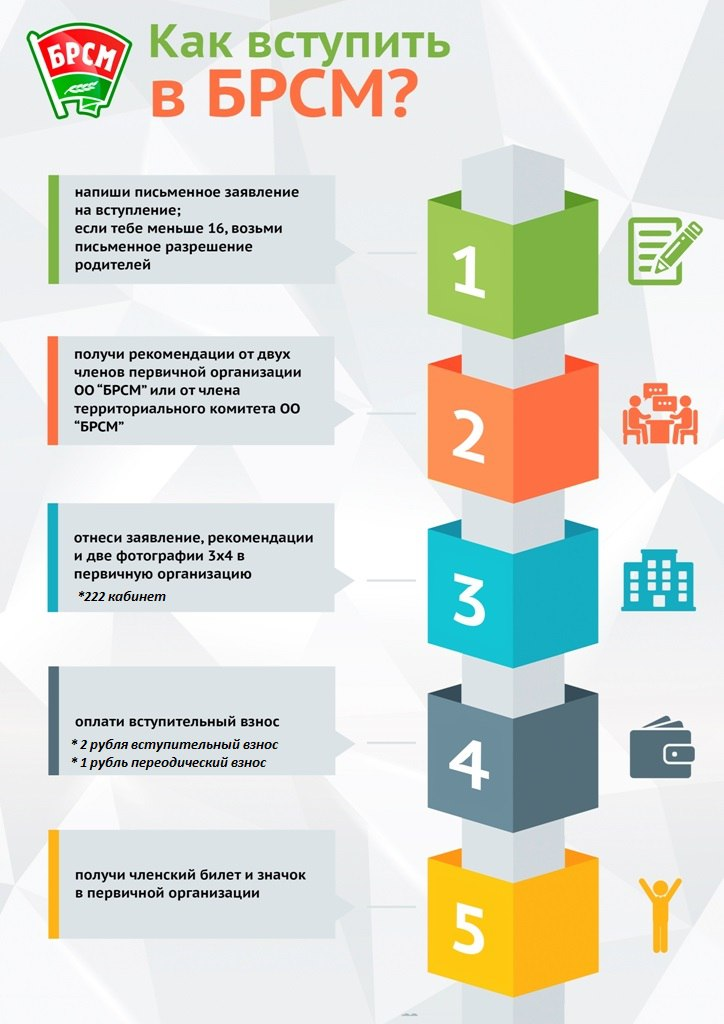 БРСМ
Как вступить
в БРСМ?
напиши письменное заявление
на вступление;
если тебе меньше 16, возьми
письменное разрешение
родителей
1
получи рекомендации от двух
членов первичной организации
ОО “БРСМ” или от члена
территориального комитета ОО
“БРСМ”
2
отнеси заявление, рекомендации
и две фотографии 3х4 в
первичную организацию
*222 кабинет
3
оплати вступительный взнос
* 2 рубля вступительный взнос
* 1 рубль переодический взнос
4
получи членский билет и значок
в первичной организации
5